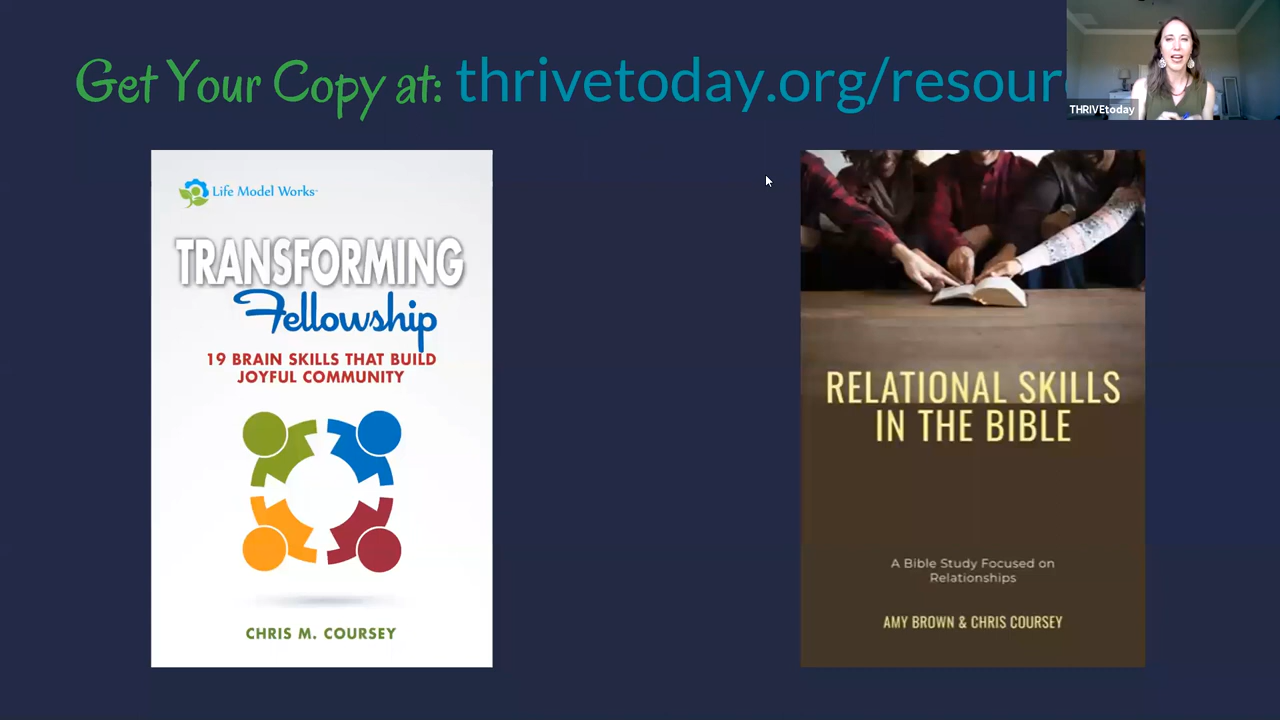 Get Your Copy at: thrivetoday.org/resour
THRIVEtoday
Life Model Works
TRANSFORMING
Fellowship
19 BRAIN SKILLS THAT BUILD
JOYFUL COMMUNITY
CHRIS M. COURSEY
RELATIONAL SKILLS
IN THE BIBLE
A Bible Study Focused on
Relationships
AMY BROWN & CHRIS COURSEY